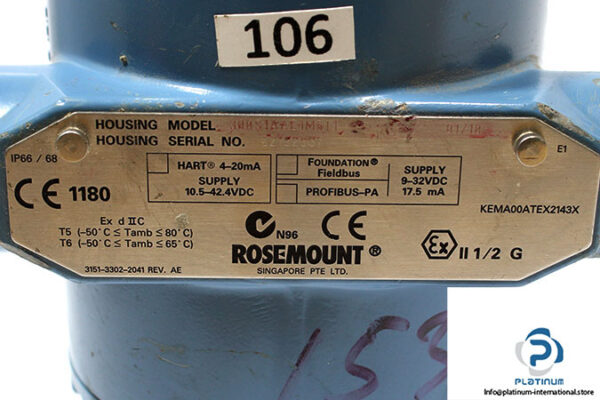 106
HOUSING MODEL
HOUSING SERIAL NO.
IP66 / 68
E1
HART® 4-20mA
SUPPLY
10.5-42.4VDC
FOUNDATION®
Fieldbus
PROFIBUS-PA
SUPPLY
9-32VDC
17.5 mA
CE 1180
KEMA00ATEX2143X
Ex d IIC
T5 (-50°C ≤ Tamb ≤ 80°C)
T6 (-50°C ≤ Tamb ≤ 65°C)
N96
ROSEMOUNT®
SINGAPORE PTE LTD.
Ex II 1/2 G
3151-3302-2041 REV. AE
PLATINUM
Info@platinum-international.store